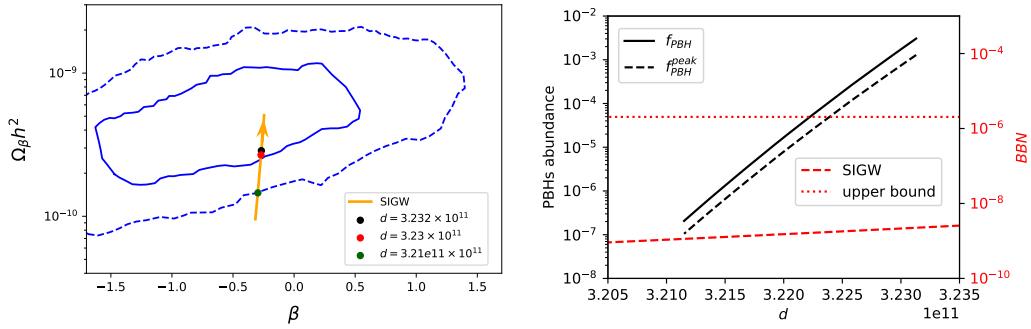 10⁻⁹
10⁻¹⁰
Ωᵦh²
−1.5 −1.0 −0.5 0.0 0.5 1.0 1.5
β
SIGW
d = 3.232 × 10¹¹
d = 3.23 × 10¹¹
d = 3.21e11 × 10¹¹
10⁻²
10⁻³
10⁻⁴
10⁻⁵
10⁻⁶
10⁻⁷
10⁻⁸
PBHs abundance
f_PBH
f_PBH^peak
SIGW
upper bound
3.205 3.211 3.215 3.220 3.225 3.230 3.235
1e11
d
10⁻⁴
10⁻⁶
10⁻⁸
10⁻¹⁰
BBN